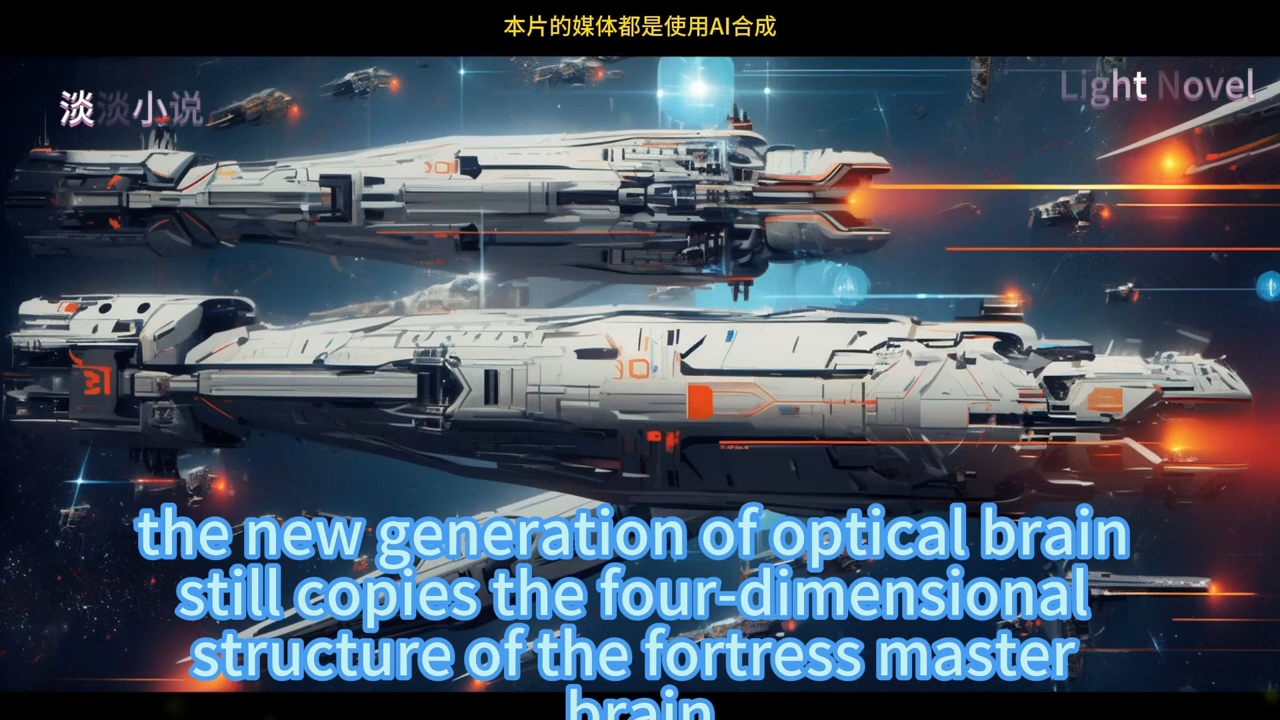 本片的媒体都是使用AI合成
淡淡小说
Light Novel
the new generation of optical brain
still copies the four-dimensional
structure of the fortress master
brain